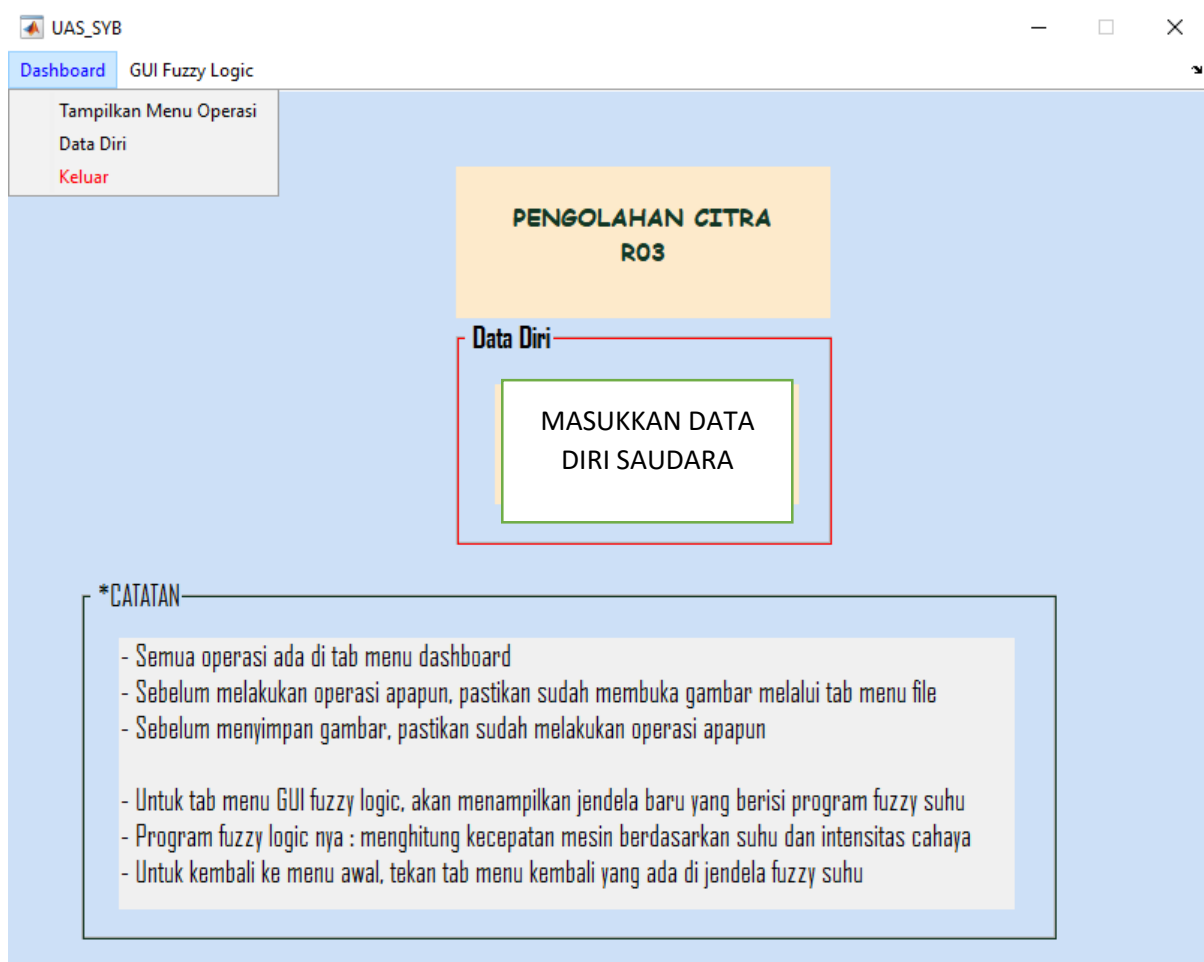 UAS_SYB
Dashboard GUI Fuzzy Logic
Tampilkan Menu Operasi
Data Diri
Keluar
PENGOLAHAN CITRA
R03
Data Diri
MASUKKAN DATA
DIRI SAUDARA
*CATATAN
- Semua operasi ada di tab menu dashboard
- Sebelum melakukan operasi apapun, pastikan sudah membuka gambar melalui tab menu file
- Sebelum menyimpan gambar, pastikan sudah melakukan operasi apapun
- Untuk tab menu GUI fuzzy logic, akan menampilkan jendela baru yang berisi program fuzzy suhu
- Program fuzzy logic nya : menghitung kecepatan mesin berdasarkan suhu dan intensitas cahaya
- Untuk kembali ke menu awal, tekan tab menu kembali yang ada di jendela fuzzy suhu